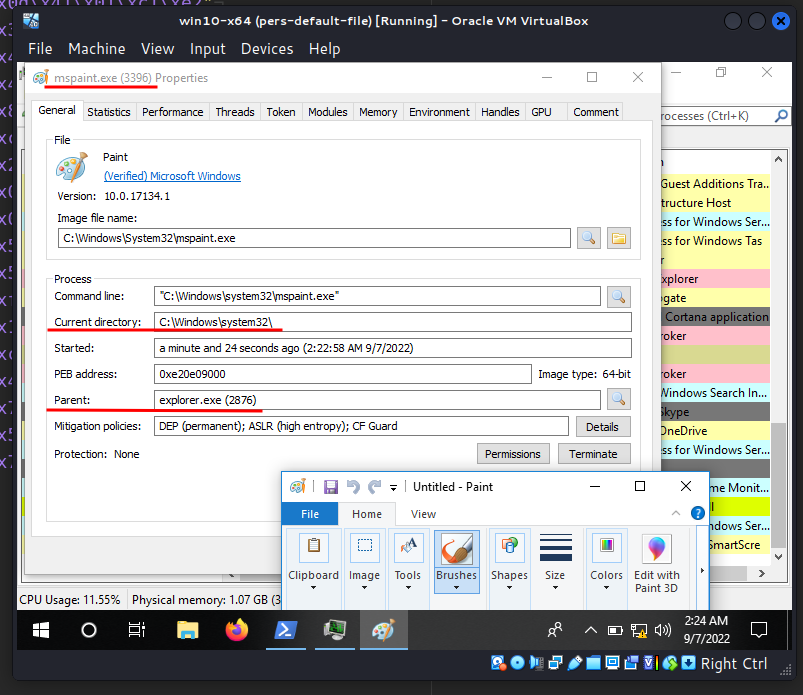 win10-x64 (pers-default-file) [Running] - Oracle VM VirtualBox
File Machine View Input Devices Help
mspaint.exe (3396) Properties
General Statistics Performance Threads Token Modules Memory Environment Handles GPU Comment
rocesses (Ctrl+K)
File
Paint
(Verified) Microsoft Windows
Version: 10.0.17134.1
Image file name:
C:\Windows\System32\mspaint.exe
Process
Command line: "C:\Windows\system32\mspaint.exe"
Current directory: C:\Windows\system32\
Started: a minute and 24 seconds ago (2:22:58 AM 9/7/2022)
PEB address: 0xe20e09000 Image type: 64-bit
Parent: explorer.exe (2876)
Mitigation policies: DEP (permanent); ASLR (high entropy); CF Guard Details
Protection: None Permissions Terminate
Guest Additions Tra...
tructure Host
ss for Windows Ser...
ss for Windows Tas
r
xplorer
ogate
Cortana application
roker
roker
Windows Search In...
Skype
OneDrive
ss for Windows Ser...
me Monit...
l
ndows Ser...
SmartScre
Untitled - Paint
File Home View
Clipboard Image Tools Brushes Shapes Size Colors Edit with
Paint 3D
CPU Usage: 11.55% Physical memory: 1.07 GB (3
2:24 AM
9/7/2022
Right Ctrl